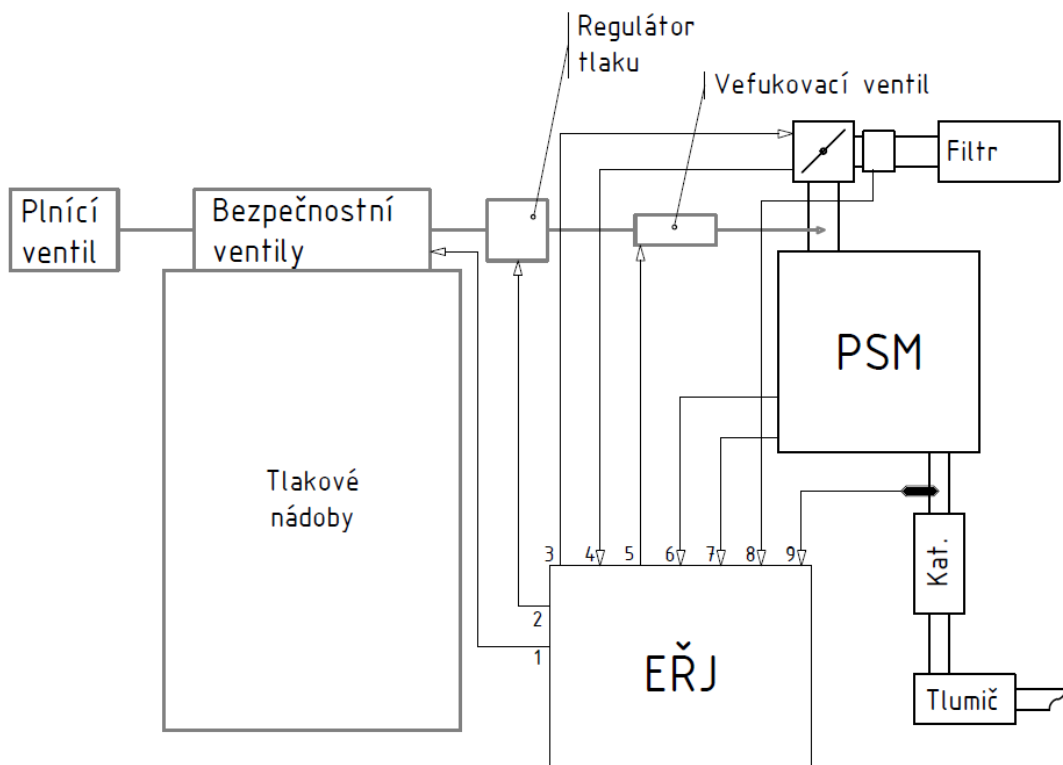 Regulátor
tlaku
Vefukovací ventil
Filtr
Plnící
ventil
Bezpečnostní
ventily
PSM
Tlakové
nádoby
3
4
5
6
7
8
9
2
1
EŘJ
Kat.
Tlumič